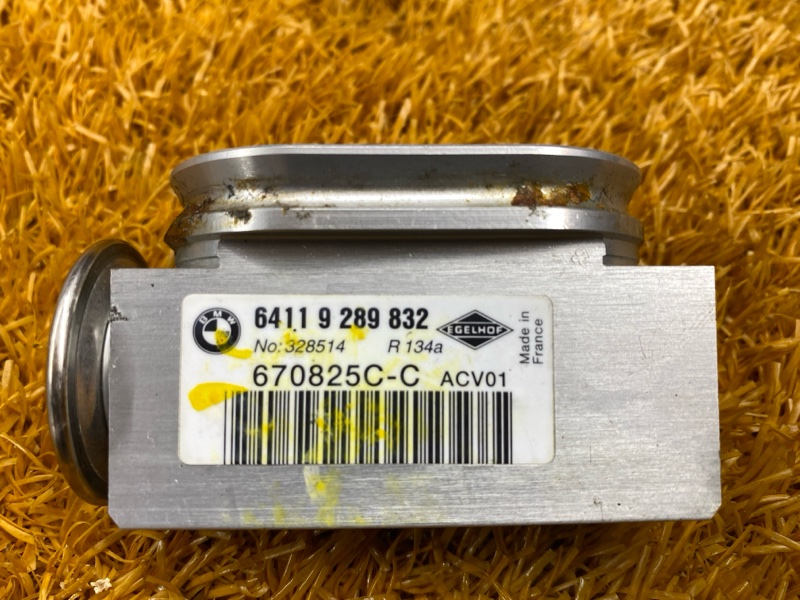 BMW
6411 9 289 832
EGELHOF
No: 328514 R 134a
670825C-C ACV01
Made in
France